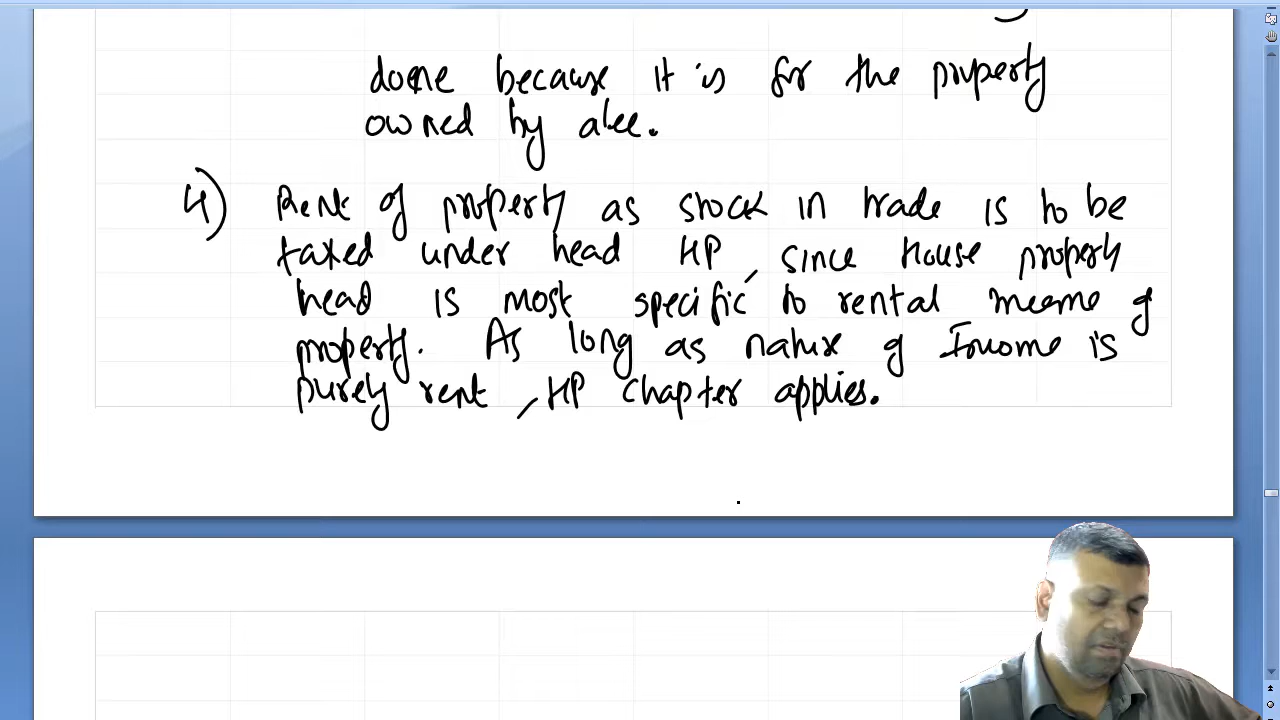 done because it is for the property
owned by
4) Rent of property as stock in trade is to be
taxed under head HP, since House property
head is most specific to rental income of
property. As long as nature of Income is
purely rent, HP chapter applies.